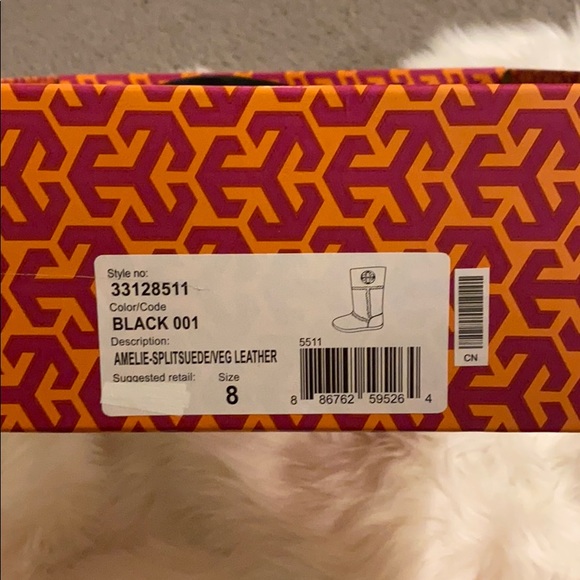 Style no:
33128511
Color/Code
BLACK 001
Description:
AMELIE-SPLITSUEDE/VEG LEATHER
Suggested retail: Size
8
5511
8 86762 59526 4
CN